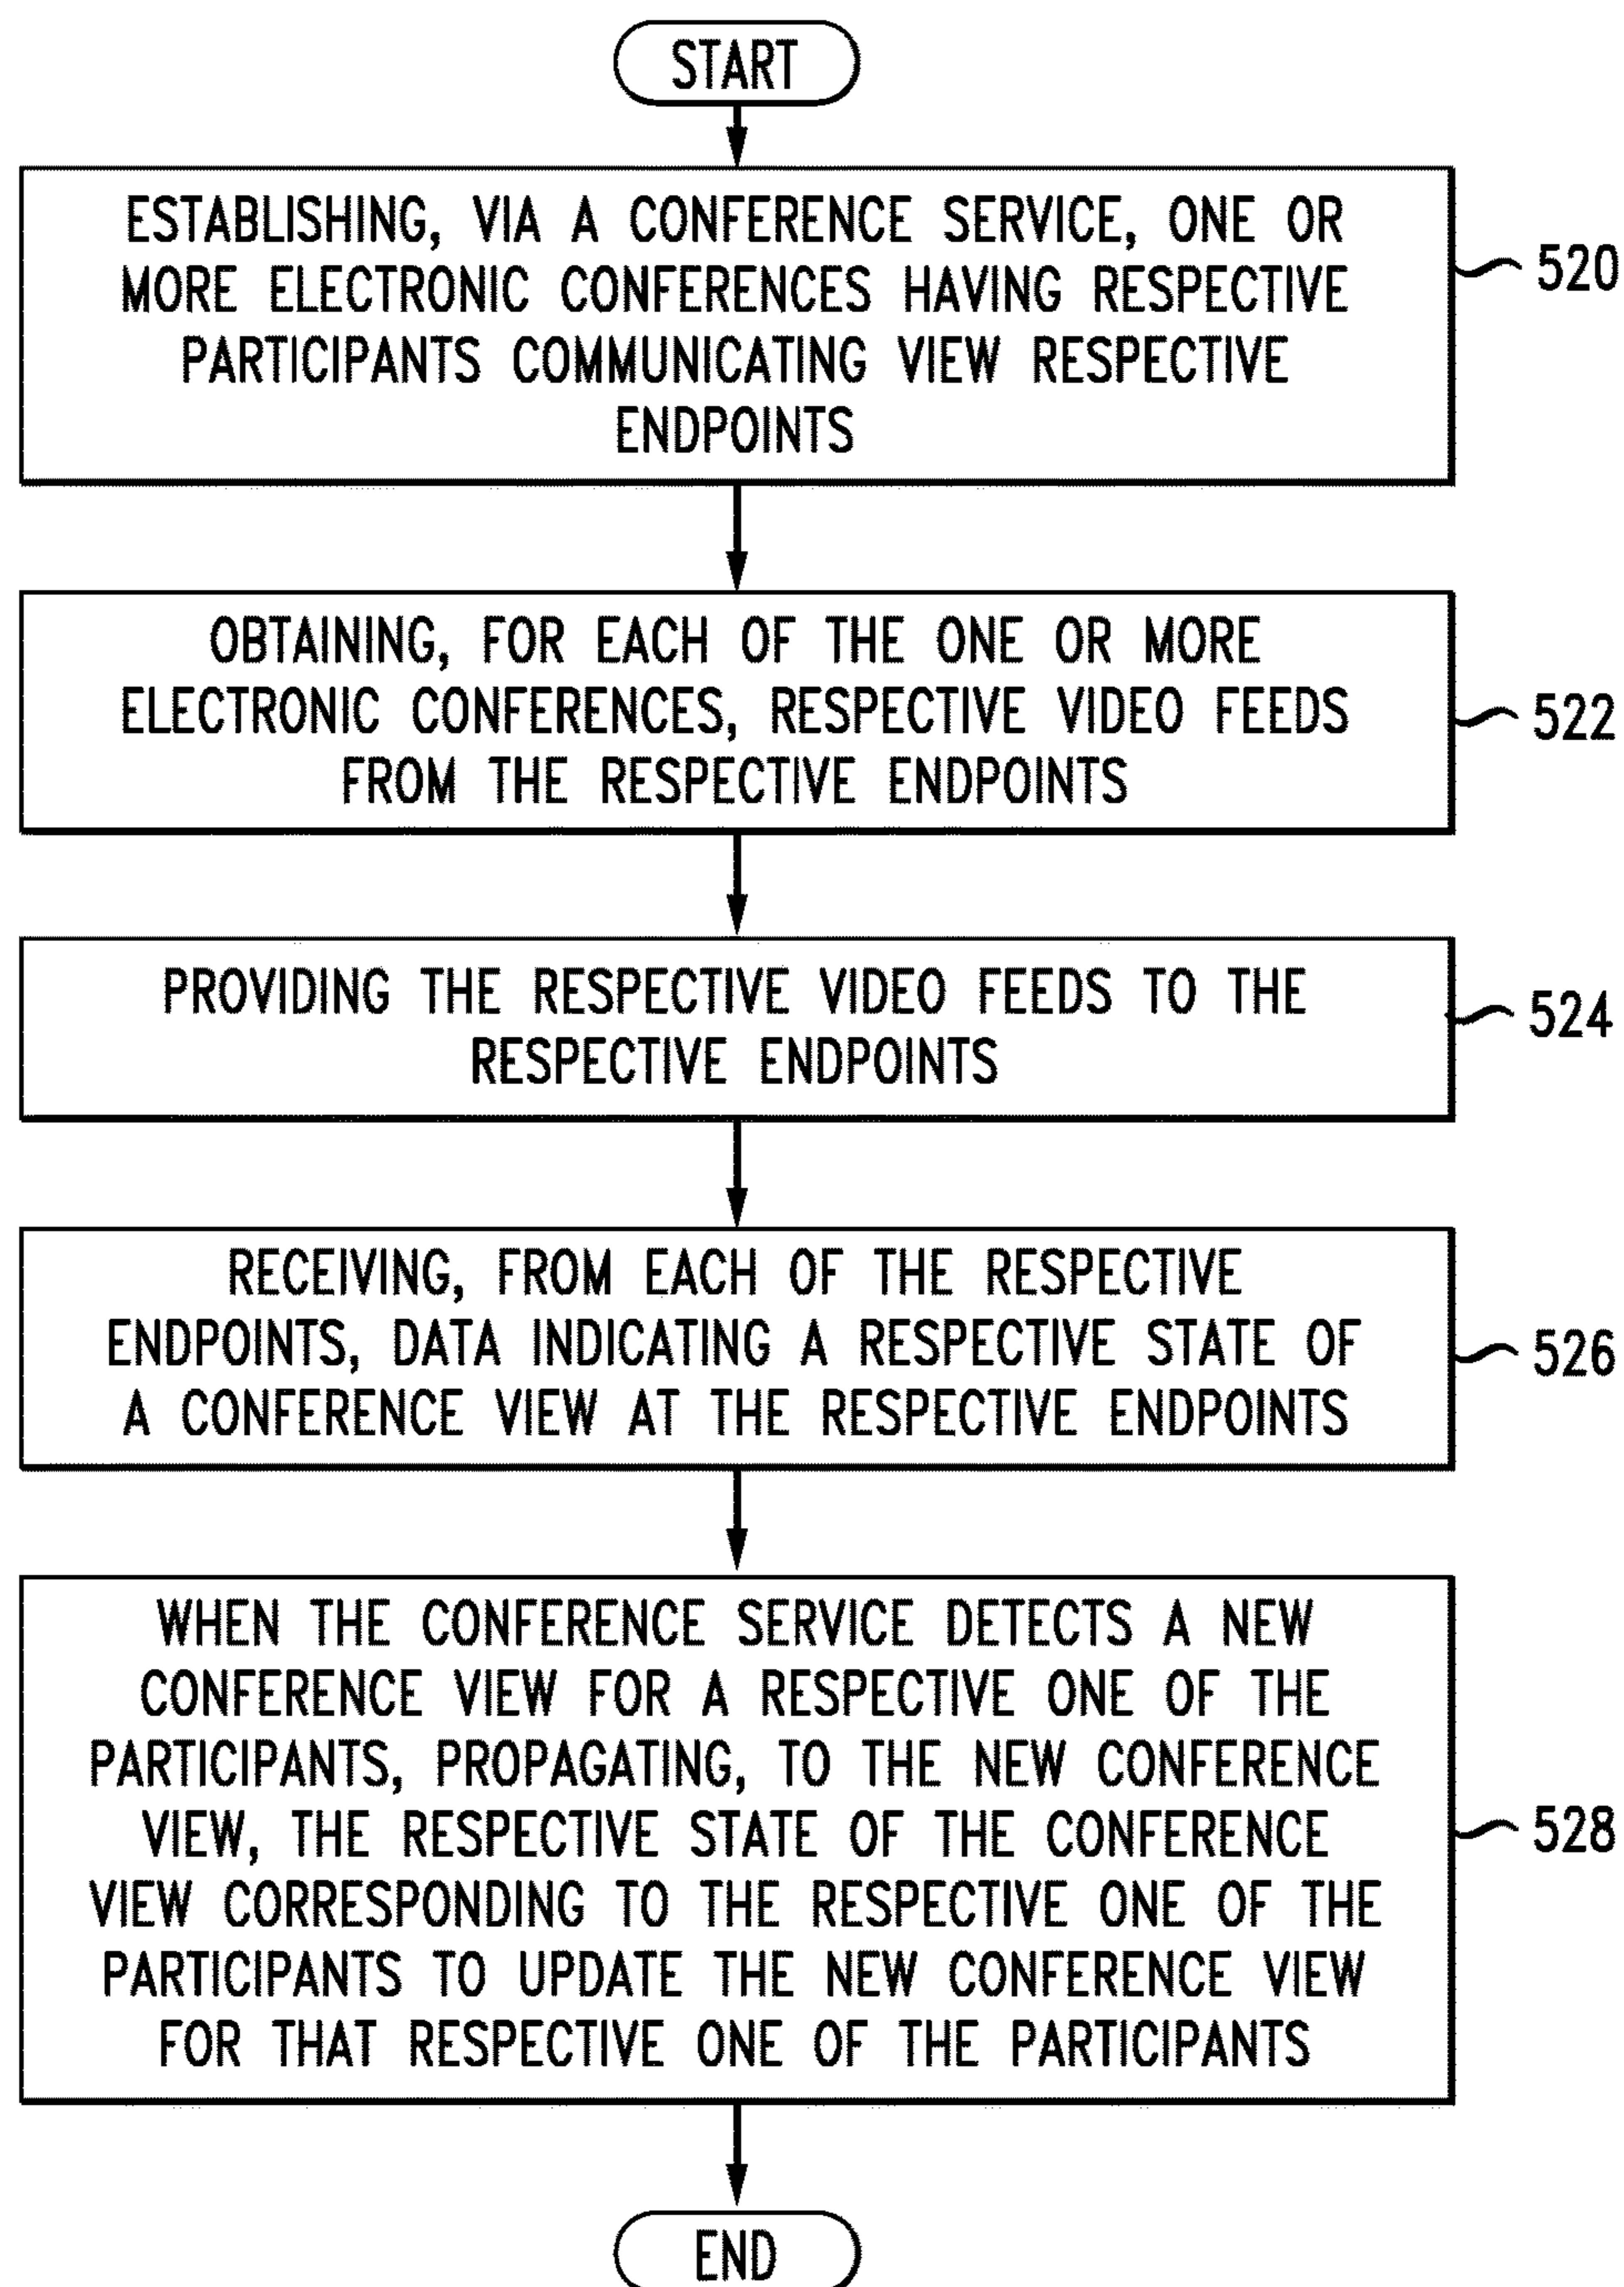 START
ESTABLISHING, VIA A CONFERENCE SERVICE, ONE OR
MORE ELECTRONIC CONFERENCES HAVING RESPECTIVE
PARTICIPANTS COMMUNICATING VIEW RESPECTIVE
ENDPOINTS
520
OBTAINING, FOR EACH OF THE ONE OR MORE
ELECTRONIC CONFERENCES, RESPECTIVE VIDEO FEEDS
FROM THE RESPECTIVE ENDPOINTS
522
PROVIDING THE RESPECTIVE VIDEO FEEDS TO THE
RESPECTIVE ENDPOINTS
524
RECEIVING, FROM EACH OF THE RESPECTIVE
ENDPOINTS, DATA INDICATING A RESPECTIVE STATE OF
A CONFERENCE VIEW AT THE RESPECTIVE ENDPOINTS
526
WHEN THE CONFERENCE SERVICE DETECTS A NEW
CONFERENCE VIEW FOR A RESPECTIVE ONE OF THE
PARTICIPANTS, PROPAGATING, TO THE NEW CONFERENCE
VIEW, THE RESPECTIVE STATE OF THE CONFERENCE
VIEW CORRESPONDING TO THE RESPECTIVE ONE OF THE
PARTICIPANTS TO UPDATE THE NEW CONFERENCE VIEW
FOR THAT RESPECTIVE ONE OF THE PARTICIPANTS
528
END